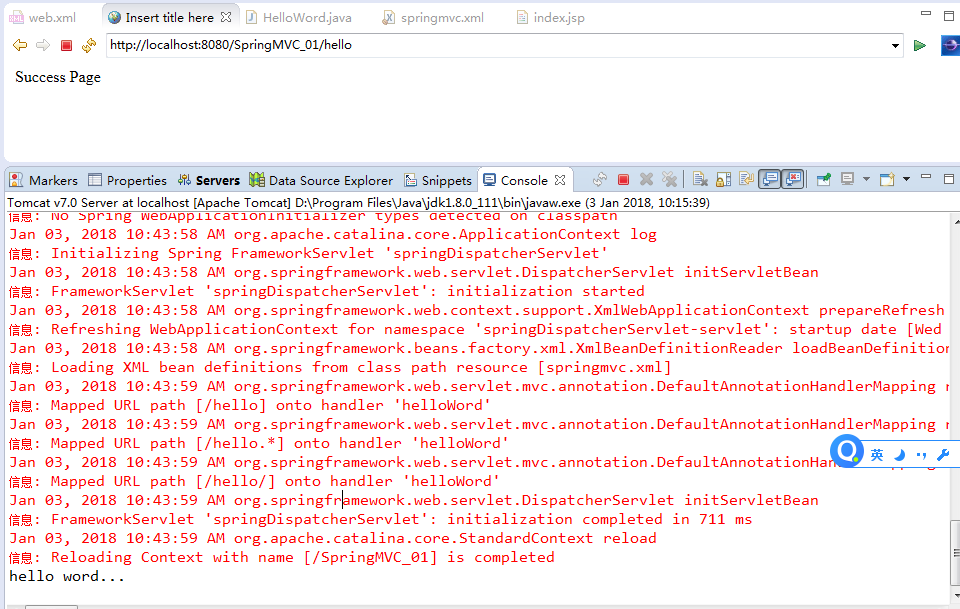 web.xml Insert title here HelloWord.java springmvc.xml index.jsp
http://localhost:8080/SpringMVC_01/hello
Success Page
Markers Properties Servers Data Source Explorer Snippets Console
Tomcat v7.0 Server at localhost [Apache Tomcat] D:\Program Files\Java\jdk1.8.0_111\bin\javaw.exe (3 Jan 2018, 10:15:39)
信息: No Spring WebApplicationInitializer types detected on classpath
Jan 03, 2018 10:43:58 AM org.apache.catalina.core.ApplicationContext log
信息: Initializing Spring FrameworkServlet 'springDispatcherServlet'
Jan 03, 2018 10:43:58 AM org.springframework.web.servlet.DispatcherServlet initServletBean
信息: FrameworkServlet 'springDispatcherServlet': initialization started
Jan 03, 2018 10:43:58 AM org.springframework.web.context.support.XmlWebApplicationContext prepareRefresh
信息: Refreshing WebApplicationContext for namespace 'springDispatcherServlet-servlet': startup date [Wed
Jan 03, 2018 10:43:58 AM org.springframework.beans.factory.xml.XmlBeanDefinitionReader loadBeanDefinition
信息: Loading XML bean definitions from class path resource [springmvc.xml]
Jan 03, 2018 10:43:59 AM org.springframework.web.servlet.mvc.annotation.DefaultAnnotationHandlerMapping
信息: Mapped URL path [/hello] onto handler 'helloWord'
Jan 03, 2018 10:43:59 AM org.springframework.web.servlet.mvc.annotation.DefaultAnnotationHandlerMapping
信息: Mapped URL path [/hello.*] onto handler 'helloWord'
英
Jan 03, 2018 10:43:59 AM org.springframework.web.servlet.mvc.annotation.DefaultAnnotationHan
信息: Mapped URL path [/hello/] onto handler 'helloWord'
Jan 03, 2018 10:43:59 AM org.springframework.web.servlet.DispatcherServlet initServletBean
信息: FrameworkServlet 'springDispatcherServlet': initialization completed in 711 ms
Jan 03, 2018 10:43:59 AM org.apache.catalina.core.StandardContext reload
信息: Reloading Context with name [/SpringMVC_01] is completed
hello word...